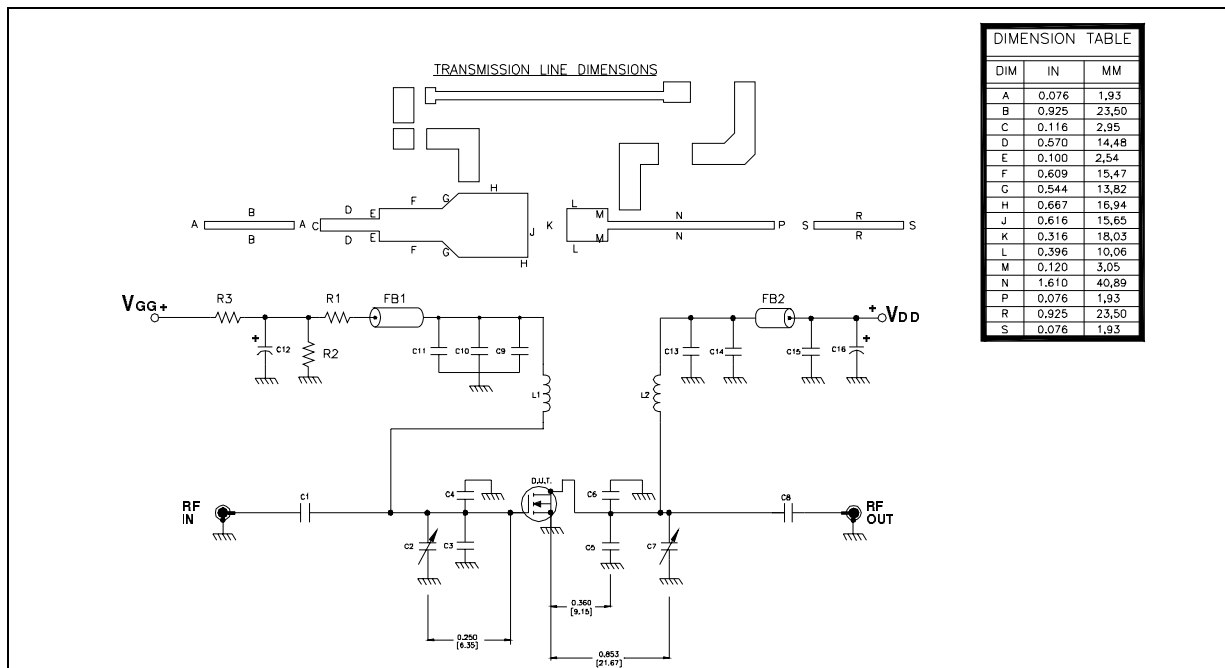 TRANSMISSION LINE DIMENSIONS
DIMENSION TABLE
DIM IN MM
A 0.076 1,93
B 0.925 23,50
C 0.116 2,95
D 0.570 14,48
E 0.100 2,54
F 0.609 15,47
G 0.544 13,82
H 0.667 16,94
J 0.616 15,65
K 0.316 18,03
L 0.396 10,06
M 0.120 3,05
N 1.610 40,89
P 0.076 1,93
R 0.925 23,50
S 0.076 1,93
H
D F G L M N R
B E
A A C J K P S S
B E
D F G M N R
H L
VGG+ R3 R1 FB1 FB2 + VDD
+ C12 R2 C11 C10 C9 C13 C14 C15 C16 +
L1 L2
D.U.T.
C4 C6
RF IN C1 C8 RF OUT
C2 C3 C5 C7
0.360
[9.15]
0.250
[6.35]
0.853
[21.67]